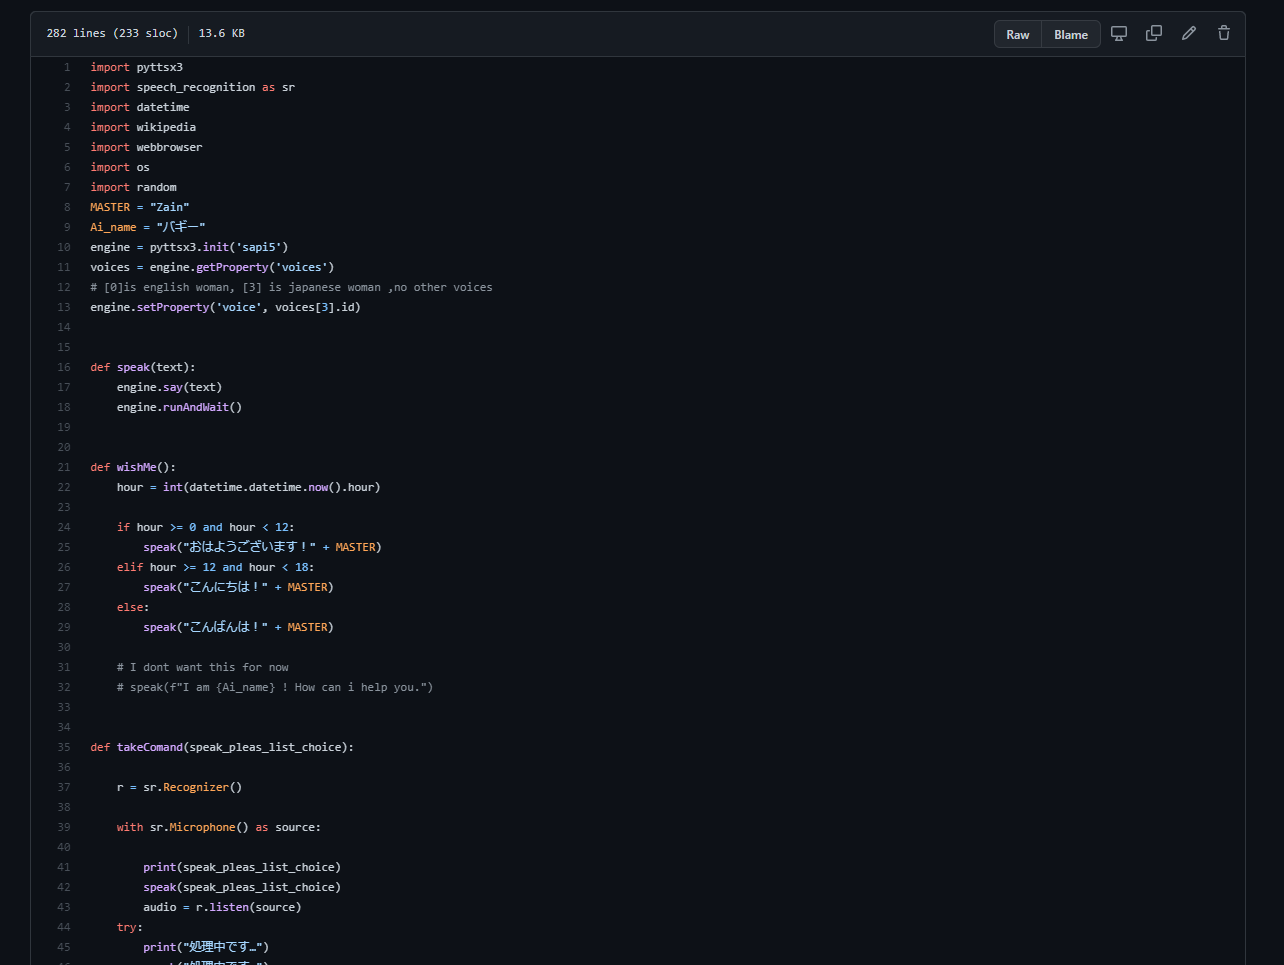 282 lines (233 sloc) 13.6 KB
Raw Blame
1 import pyttsx3
2 import speech_recognition as sr
3 import datetime
4 import wikipedia
5 import webbrowser
6 import os
7 import random
8 MASTER = "Zain"
9 Ai_name = "バギー"
10 engine = pyttsx3.init('sapi5')
11 voices = engine.getProperty('voices')
12 # [0]is english woman, [3] is japanese woman ,no other voices
13 engine.setProperty('voice', voices[3].id)
14
15
16 def speak(text):
17     engine.say(text)
18     engine.runAndWait()
19
20
21 def wishMe():
22     hour = int(datetime.datetime.now().hour)
23
24     if hour >= 0 and hour < 12:
25         speak("おはようございます！" + MASTER)
26     elif hour >= 12 and hour < 18:
27         speak("こんにちは！" + MASTER)
28     else:
29         speak("こんばんは！" + MASTER)
30
31     # I dont want this for now
32     # speak(f"I am {Ai_name} ! How can i help you.")
33
34
35 def takeComand(speak_pleas_list_choice):
36
37     r = sr.Recognizer()
38
39     with sr.Microphone() as source:
40
41         print(speak_pleas_list_choice)
42         speak(speak_pleas_list_choice)
43         audio = r.listen(source)
44     try:
45         print("処理中です…")